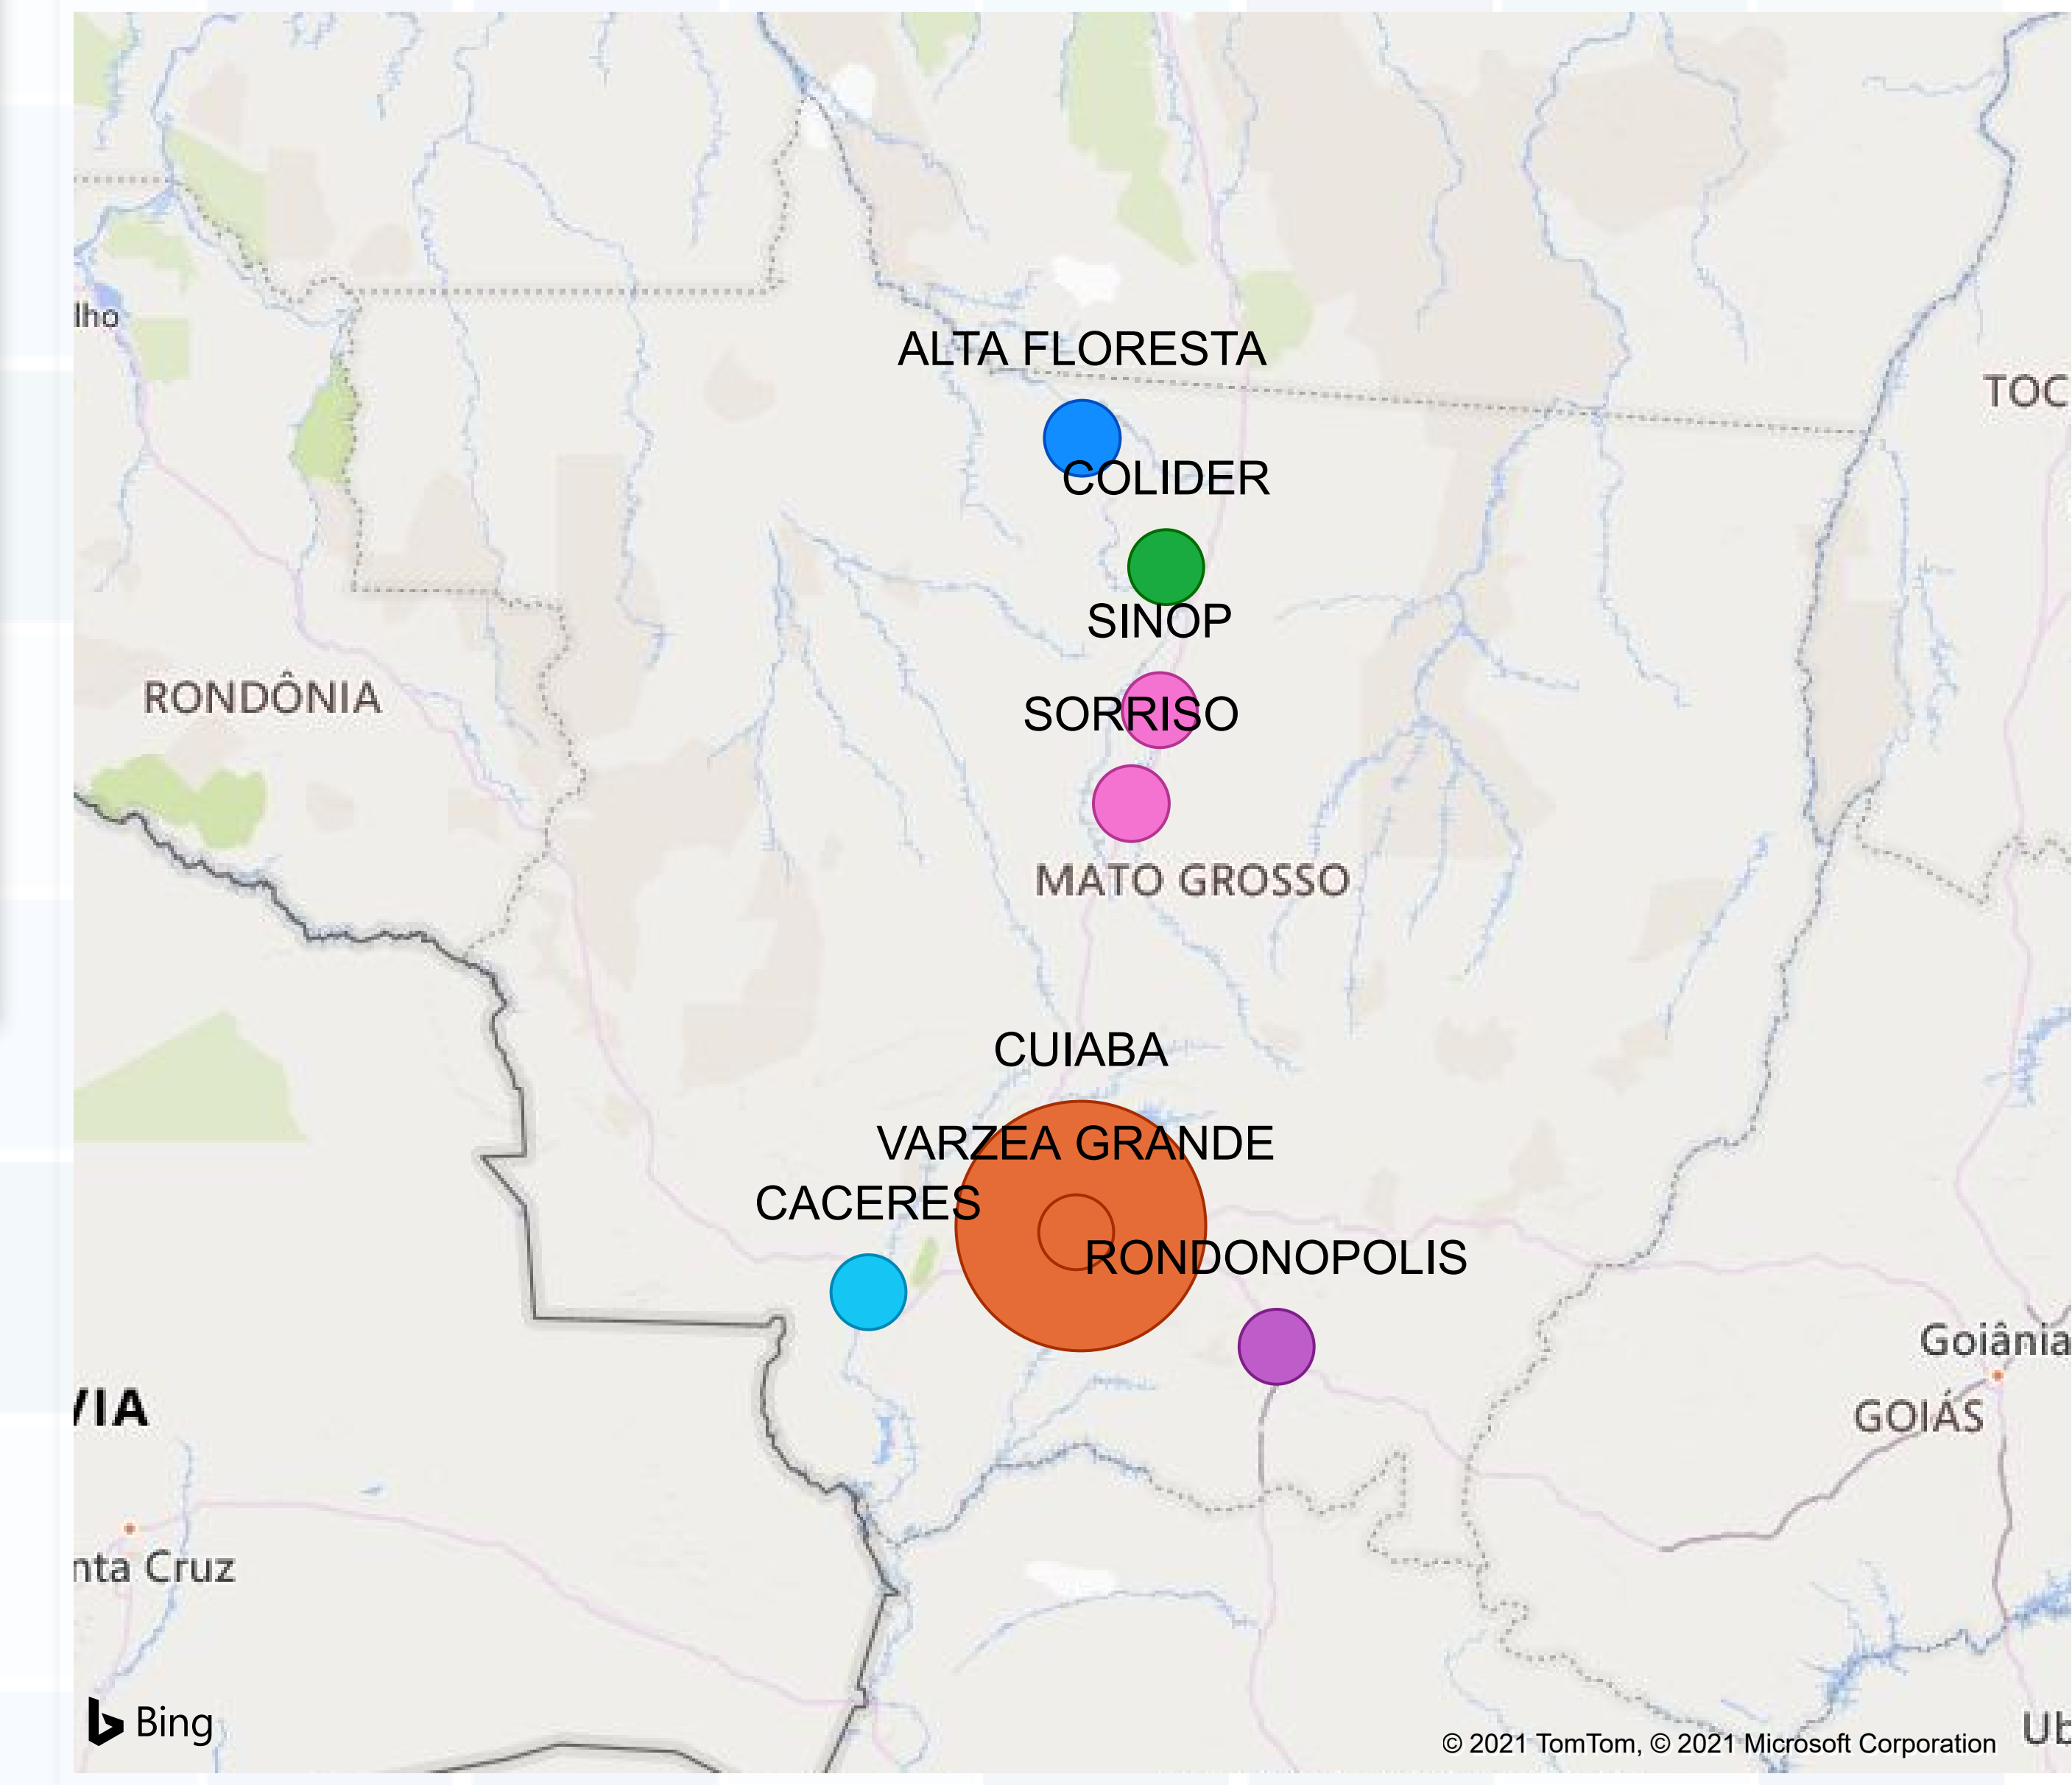 lho
ALTA FLORESTA
TOC
COLIDER
SINOP
RONDÔNIA
SORRISO
MATO GROSSO
CUIABA
VARZEA GRANDE
CACERES
RONDONOPOLIS
Goiânia
VIA
GOIÁS
nta Cruz
Bing
Ub
© 2021 TomTom, © 2021 Microsoft Corporation